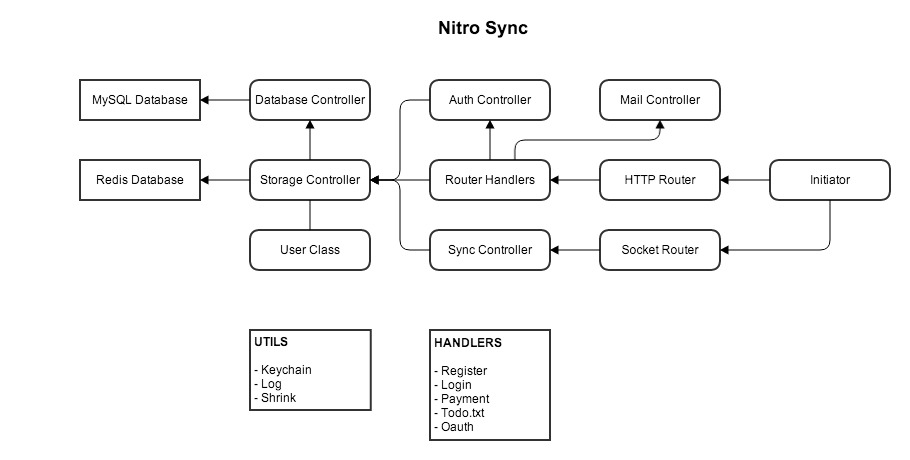 Nitro Sync
MySQL Database
Database Controller
Auth Controller
Mail Controller
Redis Database
Storage Controller
Router Handlers
HTTP Router
Initiator
User Class
Sync Controller
Socket Router
UTILS
- Keychain
- Log
- Shrink
HANDLERS
- Register
- Login
- Payment
- Todo.txt
- Oauth